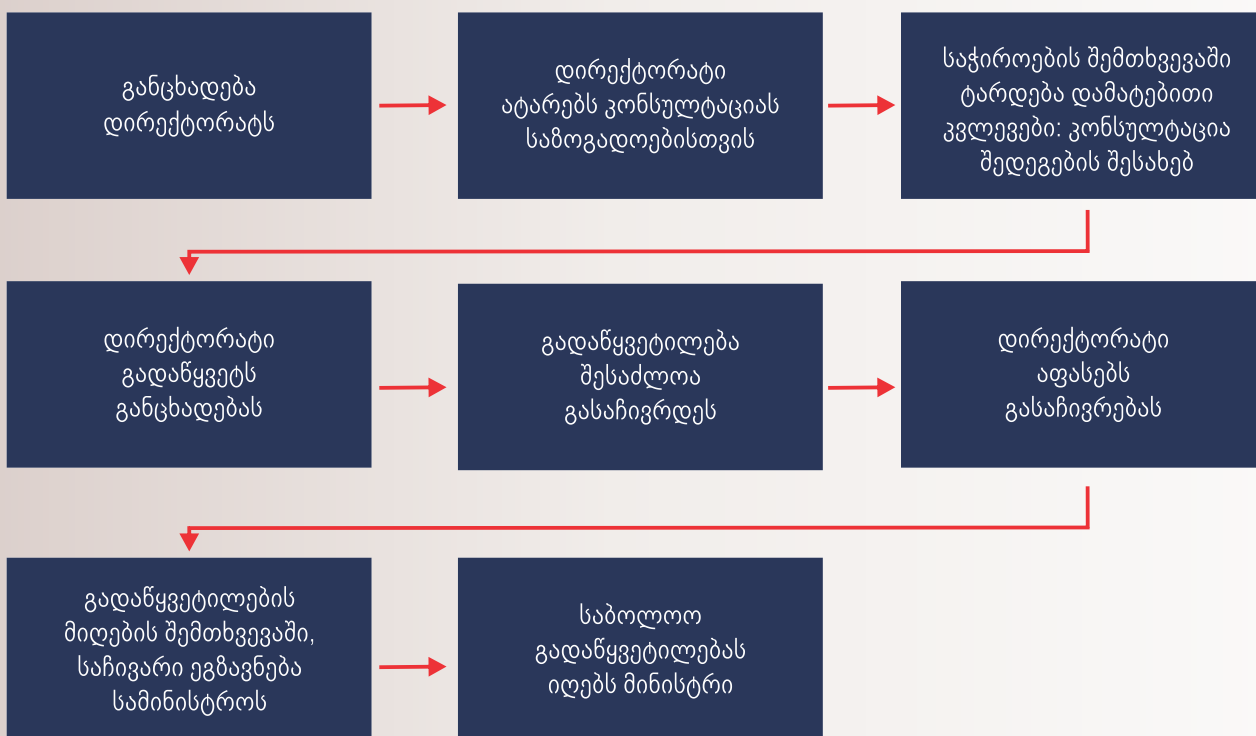 განცხადება
დირექტორატს
დირექტორატი
ატარებს კონსულტაციას
საზოგადოებისთვის
საჭიროების შემთხვევაში
ტარდება დამატებითი
კვლევები: კონსულტაცია
შედეგების შესახებ
დირექტორატი
გადაწყვეტს
განცხადებას
გადაწყვეტილება
შესაძლოა
გასაჩივრდეს
დირექტორატი
აფასებს
გასაჩივრებას
გადაწყვეტილების
მიღების შემთხვევაში,
საჩივარი ეგზავნება
სამინისტროს
საბოლოო
გადაწყვეტილებას
იღებს მინისტრი